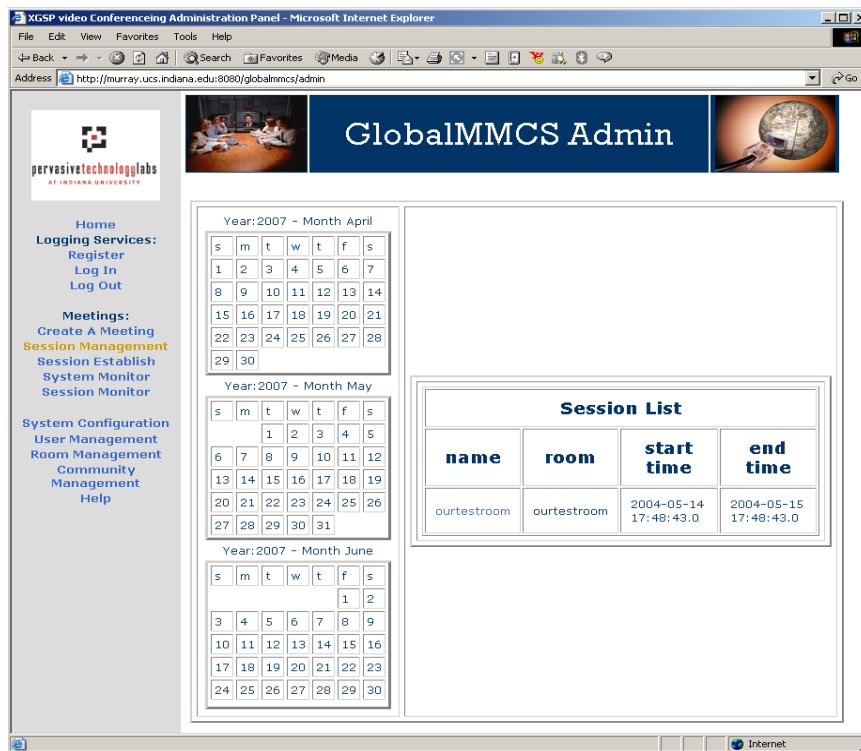 XGSP video Conferenceing Administration Panel - Microsoft Internet Explorer
File Edit View Favorites Tools Help
Back Search Favorites Media
Address http://murray.ucs.indiana.edu:8080/globalmmcs/admin Go
pervasivetechnologylabs
AT INDIANA UNIVERSITY
GlobalMMCS Admin
Home
Logging Services:
Register
Log In
Log Out
Meetings:
Create A Meeting
Session Management
Session Establish
System Monitor
Session Monitor
System Configuration
User Management
Room Management
Community
Management
Help
Year:2007 - Month April
s m t w t f s
1 2 3 4 5 6 7
8 9 10 11 12 13 14
15 16 17 18 19 20 21
22 23 24 25 26 27 28
29 30
Year:2007 - Month May
s m t w t f s
1 2 3 4 5
6 7 8 9 10 11 12
13 14 15 16 17 18 19
20 21 22 23 24 25 26
27 28 29 30 31
Year:2007 - Month June
s m t w t f s
1 2
3 4 5 6 7 8 9
10 11 12 13 14 15 16
17 18 19 20 21 22 23
24 25 26 27 28 29 30
Session List
name room start time end time
ourtestroom ourtestroom 2004-05-14 17:48:43.0 2004-05-15 17:48:43.0
Internet